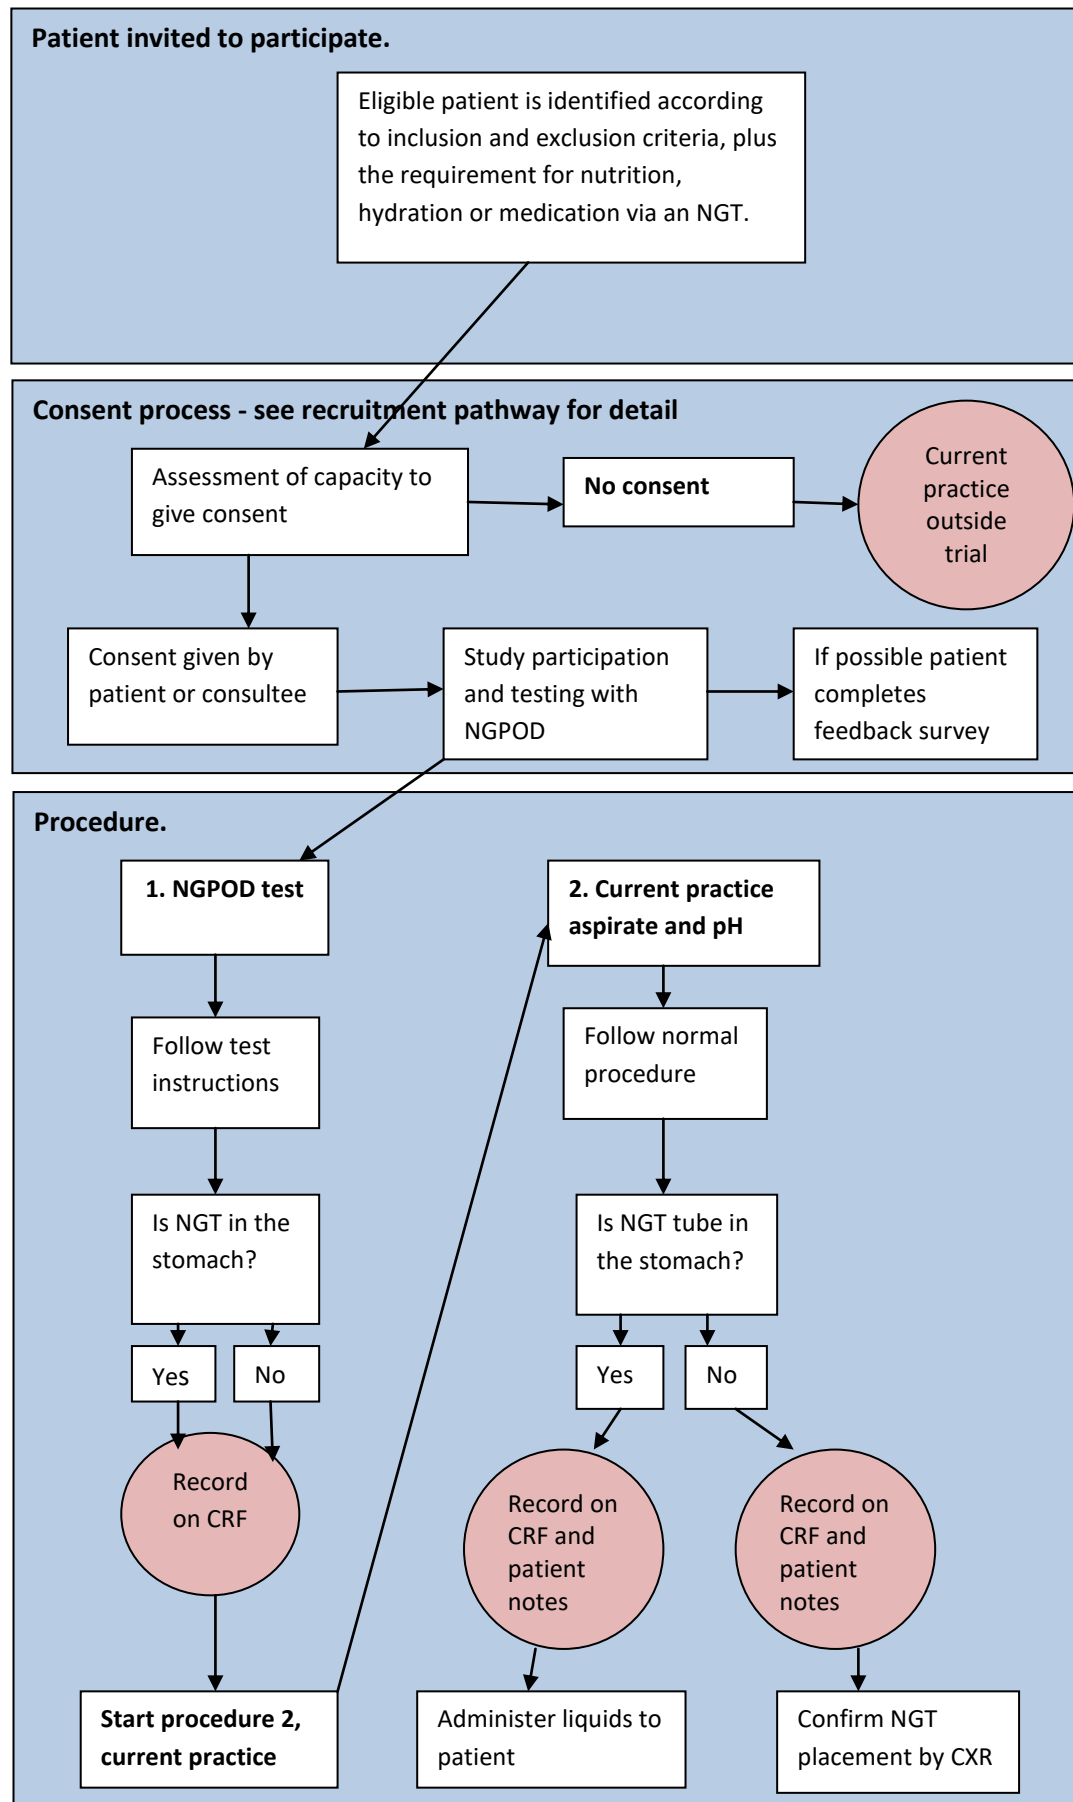 Patient invited to participate.
Eligible patient is identified according
to inclusion and exclusion criteria, plus
the requirement for nutrition,
hydration or medication via an NGT.
Consent process - see recruitment pathway for detail
Assessment of capacity to
give consent
No consent
Current
practice
outside
trial
Consent given by
patient or consultee
Study participation
and testing with
NGPOD
If possible patient
completes
feedback survey
Procedure.
1. NGPOD test
Follow test
instructions
Is NGT in the
stomach?
Yes
No
Record
on CRF
Start procedure 2,
current practice
2. Current practice
aspirate and pH
Follow normal
procedure
Is NGT tube in
the stomach?
Yes
No
Record on
CRF and
patient
notes
Record on
CRF and
patient
notes
Administer liquids to
patient
Confirm NGT
placement by CXR